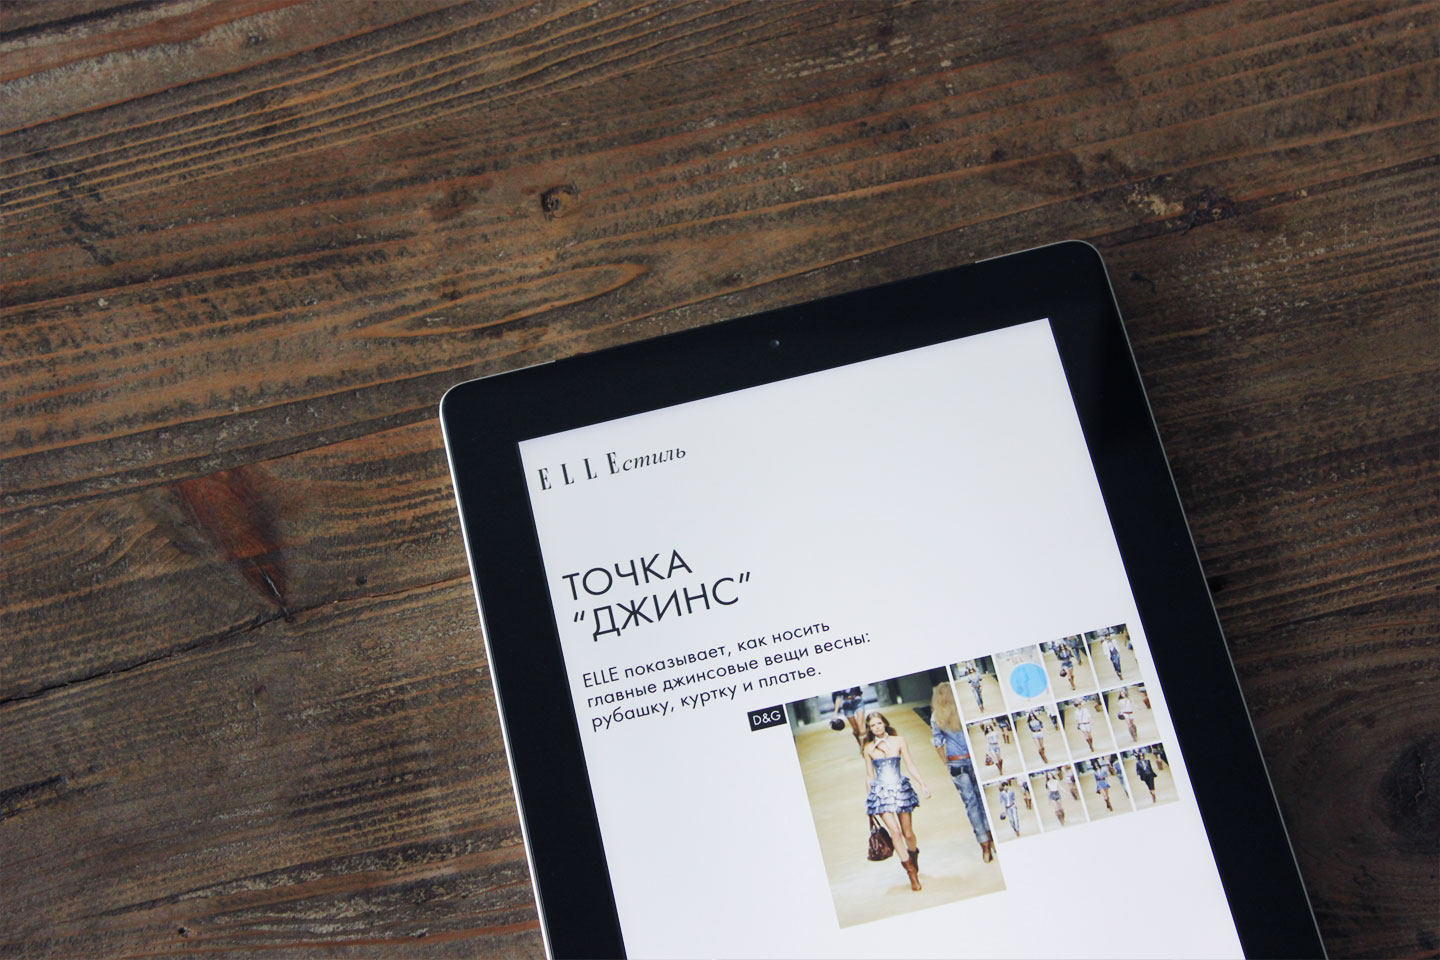 ELLE стиль
ТОЧКА
“ДЖИНС”
ELLE показывает, как носить
главные джинсовые вещи весны:
рубашку, куртку и платье.
D&G